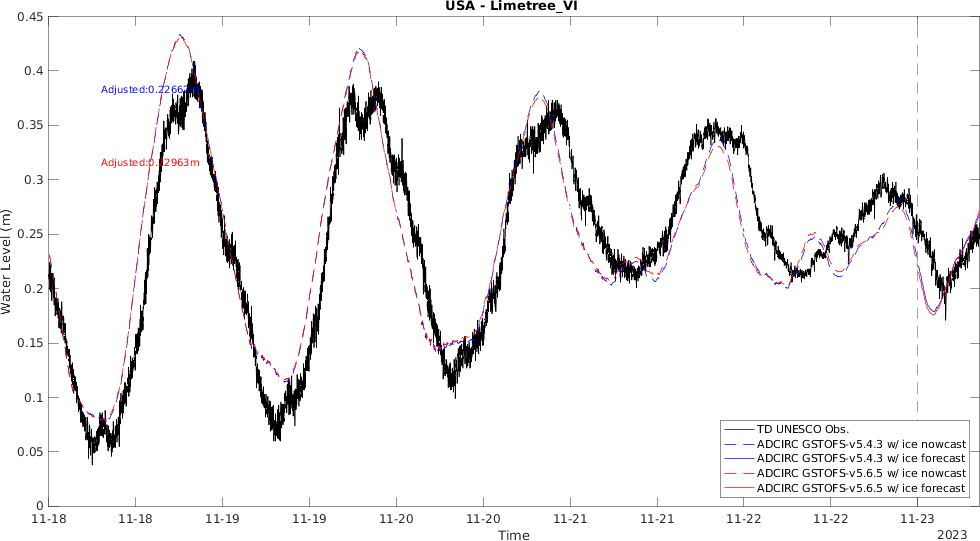 USA - Limetree_VI
Water Level (m)
0.45
0.4
0.35
0.3
0.25
0.2
0.15
0.1
0.05
0
Adjusted:0.2266
TD UNESCO Obs.
ADCIRC GSTOFS-v5.4.3 w/ ice nowcast
ADCIRC GSTOFS-v5.4.3 w/ ice forecast
ADCIRC GSTOFS-v5.6.5 w/ ice nowcast
ADCIRC GSTOFS-v5.6.5 w/ ice forecast
11-18 11-18 11-19 11-19 11-20 11-20 11-21 11-21 11-22 11-22 11-23
Time
2023